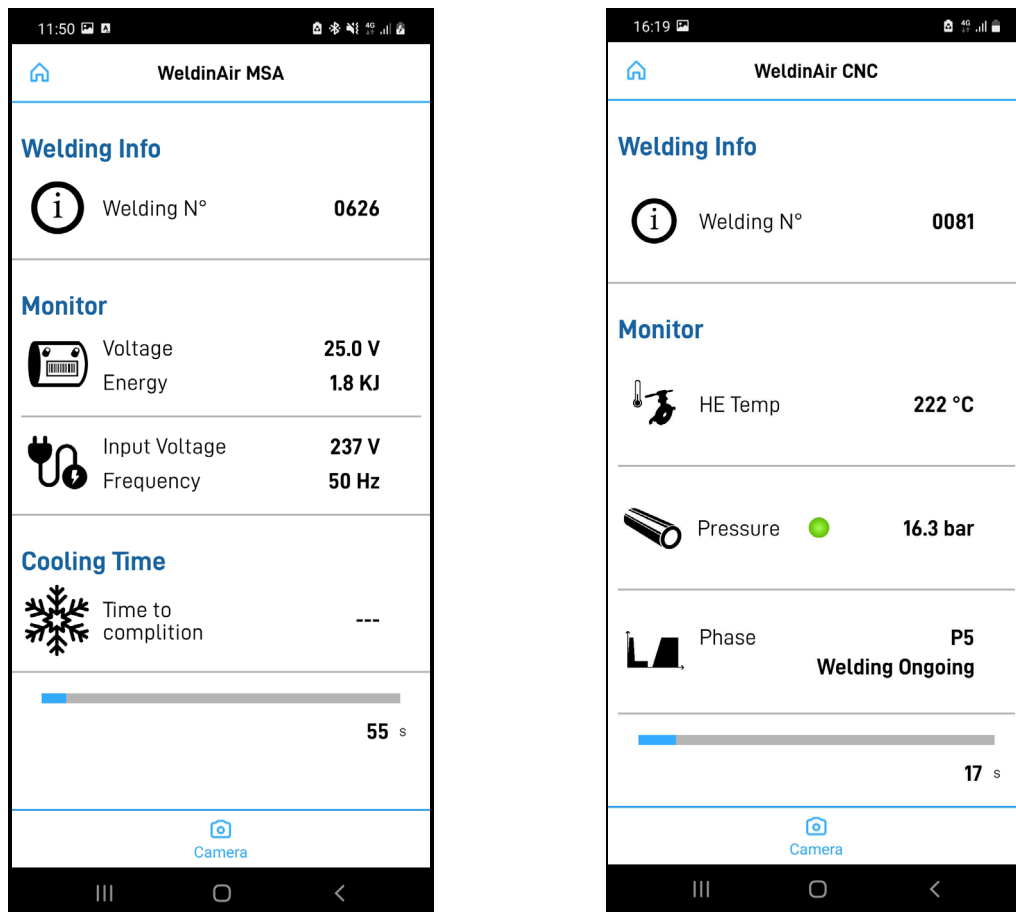 11:50
4G
WeldinAir MSA
Welding Info
i Welding N° 0626
Monitor
Voltage 25.0 V
Energy 1.8 KJ
Input Voltage 237 V
Frequency 50 Hz
Cooling Time
Time to
complition ---
55 s
Camera
16:19
4G
WeldinAir CNC
Welding Info
i Welding N° 0081
Monitor
HE Temp 222 °C
Pressure 16.3 bar
Phase P5
Welding Ongoing
17 s
Camera